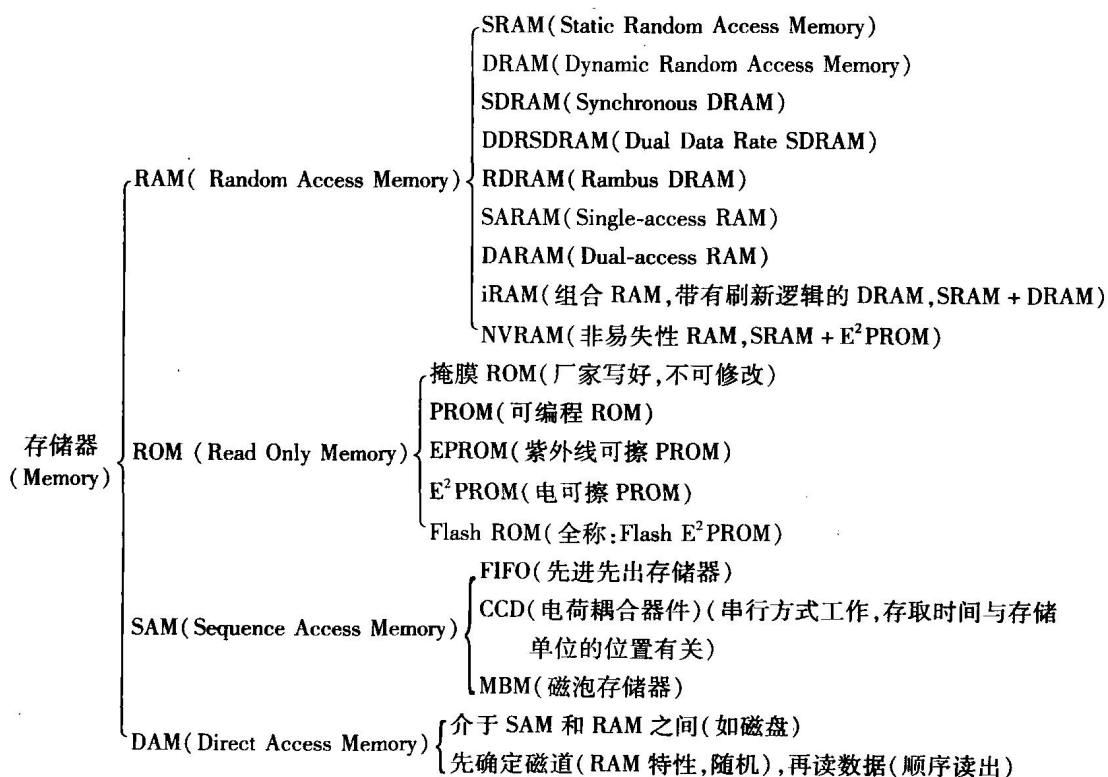 SRAM(Static Random Access Memory)
DRAM(Dynamic Random Access Memory)
SDRAM(Synchronous DRAM)
DDRSDRAM(Dual Data Rate SDRAM)
RAM( Random Access Memory)
RDRAM(Rambus DRAM)
SARAM(Single-access RAM)
DARAM(Dual-access RAM)
iRAM(组合 RAM,带有刷新逻辑的 DRAM,SRAM + DRAM)
NVRAM(非易失性 RAM,SRAM + E²PROM)
掩膜 ROM(厂家写好,不可修改)
PROM(可编程 ROM)
存储器
(Memory)
ROM (Read Only Memory)
EPROM(紫外线可擦 PROM)
E²PROM(电可擦 PROM)
Flash ROM(全称:Flash E²PROM)
FIFO(先进先出存储器)
SAM(Sequence Access Memory)
CCD(电荷耦合器件)(串行方式工作,存取时间与存储
单位的位置有关)
MBM(磁泡存储器)
DAM(Direct Access Memory)
介于 SAM 和 RAM 之间(如磁盘)
先确定磁道(RAM 特性,随机),再读数据(顺序读出)